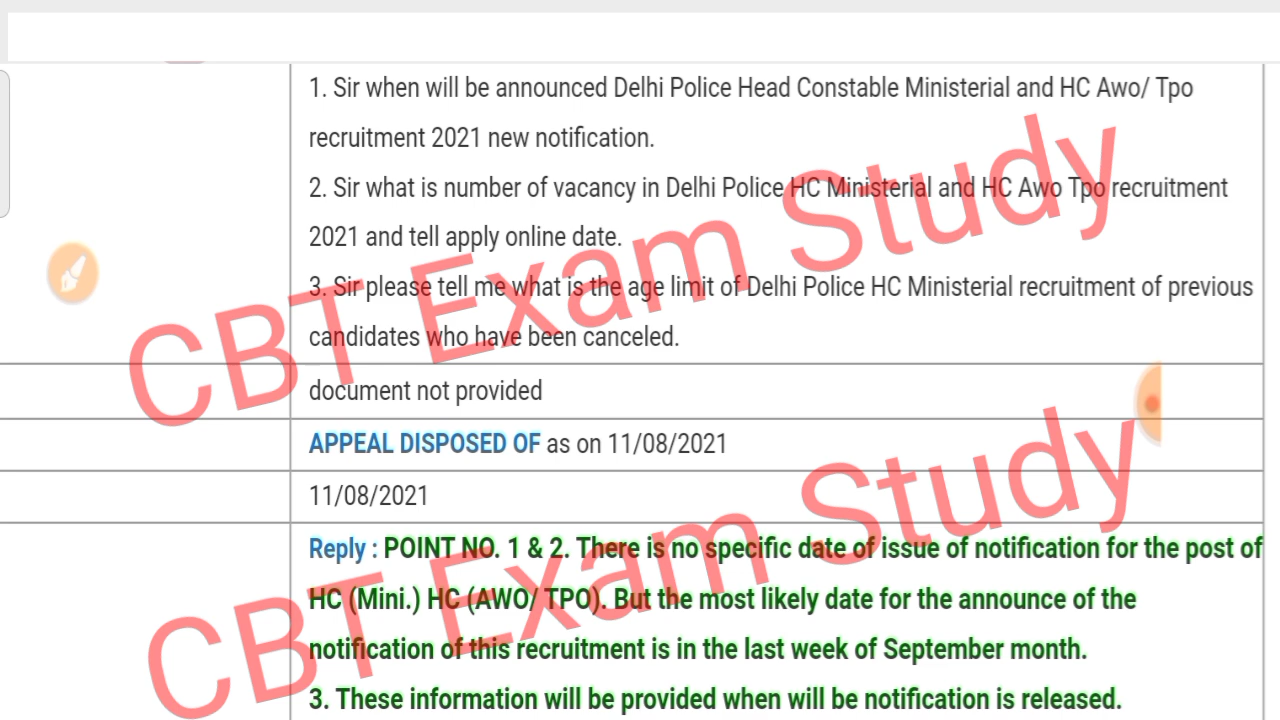 1. Sir when will be announced Delhi Police Head Constable Ministerial and HC Awo/ Tpo
recruitment 2021 new notification.
2. Sir what is number of vacancy in Delhi Police HC Ministerial and HC Awo Tpo recruitment
2021 and tell apply online date.
3. Sir please tell me what is the age limit of Delhi Police HC Ministerial recruitment of previous
candidates who have been canceled.
CBT Exam Study
document not provided
APPEAL DISPOSED OF as on 11/08/2021
11/08/2021
Reply : POINT NO. 1 & 2. There is no specific date of issue of notification for the post of
HC (Mini.) HC (AWO/ TPO). But the most likely date for the announce of the
notification of this recruitment is in the last week of September month.
3. These information will be provided when will be notification is released.
CBT Exam Study